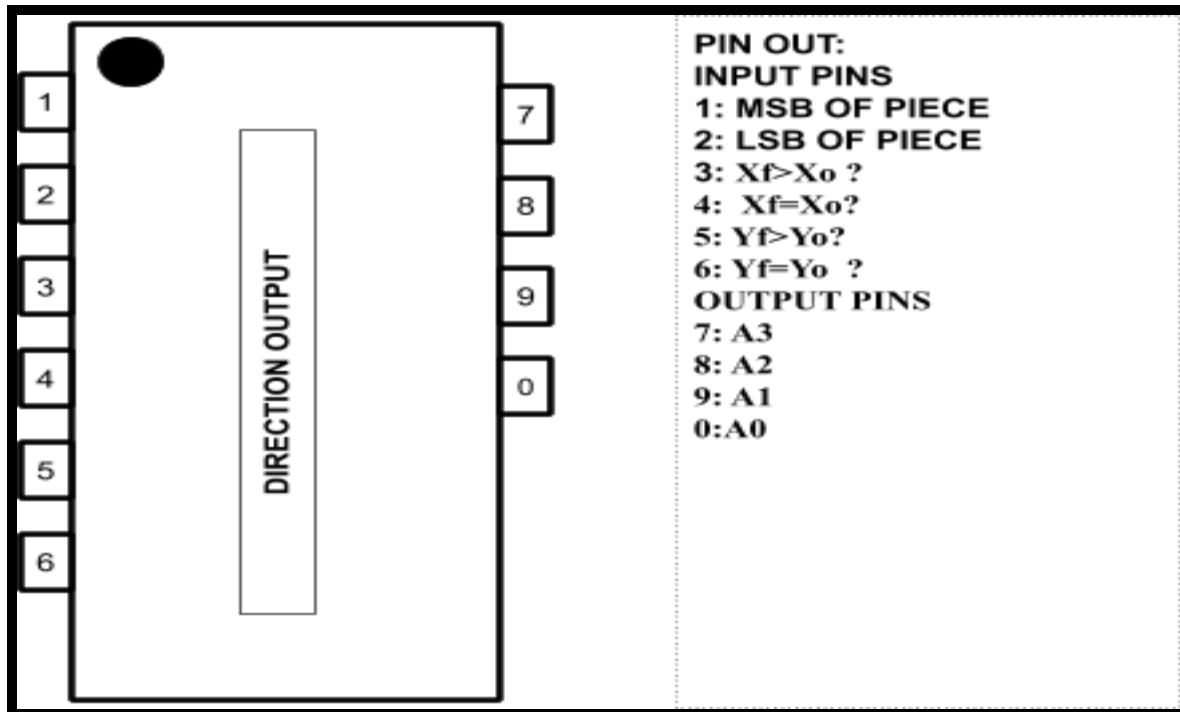 1
2
3
4
5
6
DIRECTION OUTPUT
7
8
9
0
PIN OUT:
INPUT PINS
1: MSB OF PIECE
2: LSB OF PIECE
3: Xf>Xo ?
4: Xf=Xo?
5: Yf>Yo?
6: Yf=Yo ?
OUTPUT PINS
7: A3
8: A2
9: A1
0:A0